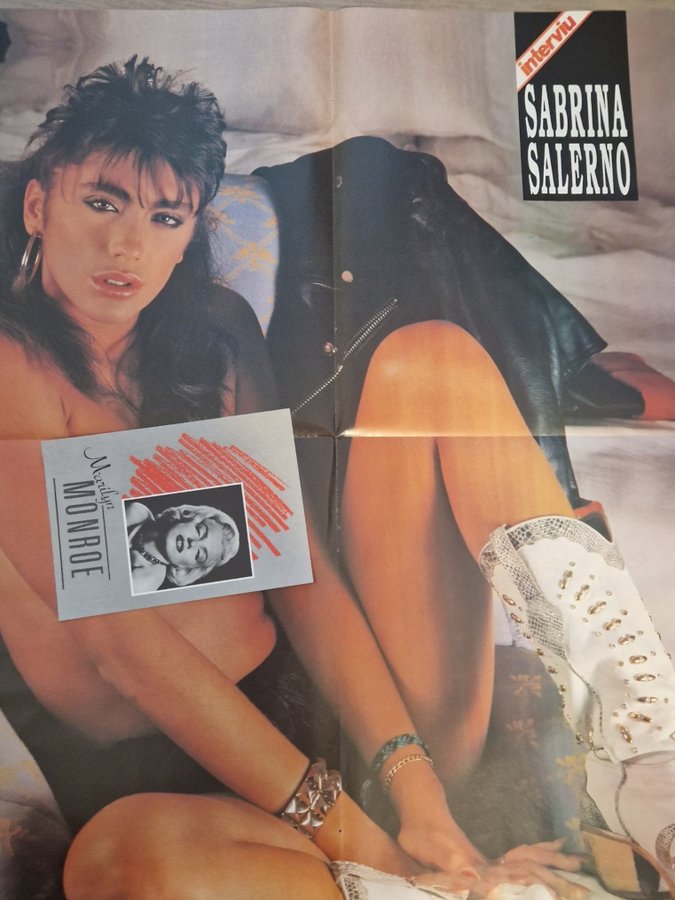 interviu
SABRINA
SALERNO
Marilyn
MONROE